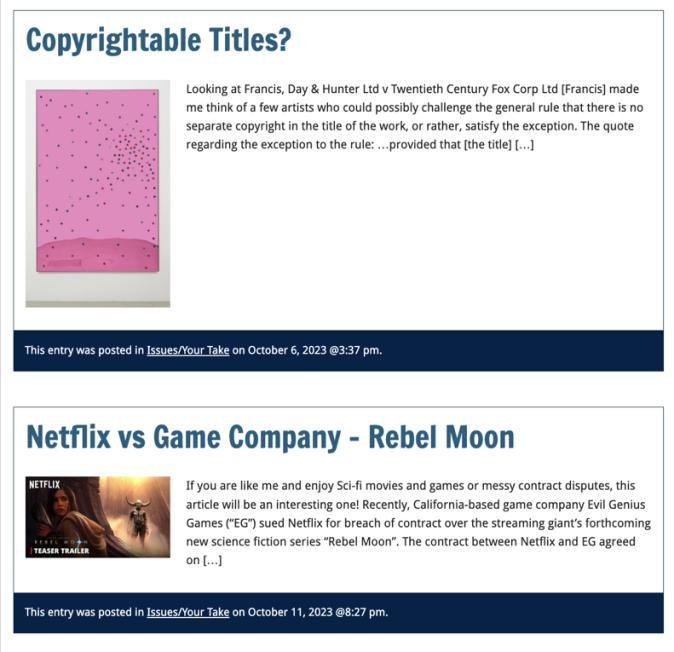 Copyrightable Titles?
Looking at Francis, Day & Hunter Ltd v Twentieth Century Fox Corp Ltd [Francis] made
me think of a few artists who could possibly challenge the general rule that there is no
separate copyright in the title of the work, or rather, satisfy the exception. The quote
regarding the exception to the rule: …provided that [the title] […]
This entry was posted in Issues/Your Take on October 6, 2023 @3:37 pm.
Netflix vs Game Company – Rebel Moon
NETFLIX
REBEL MOON
TEASER TRAILER
If you are like me and enjoy Sci-fi movies and games or messy contract disputes, this
article will be an interesting one! Recently, California-based game company Evil Genius
Games (“EG”) sued Netflix for breach of contract over the streaming giant’s forthcoming
new science fiction series “Rebel Moon”. The contract between Netflix and EG agreed
on […]
This entry was posted in Issues/Your Take on October 11, 2023 @8:27 pm.